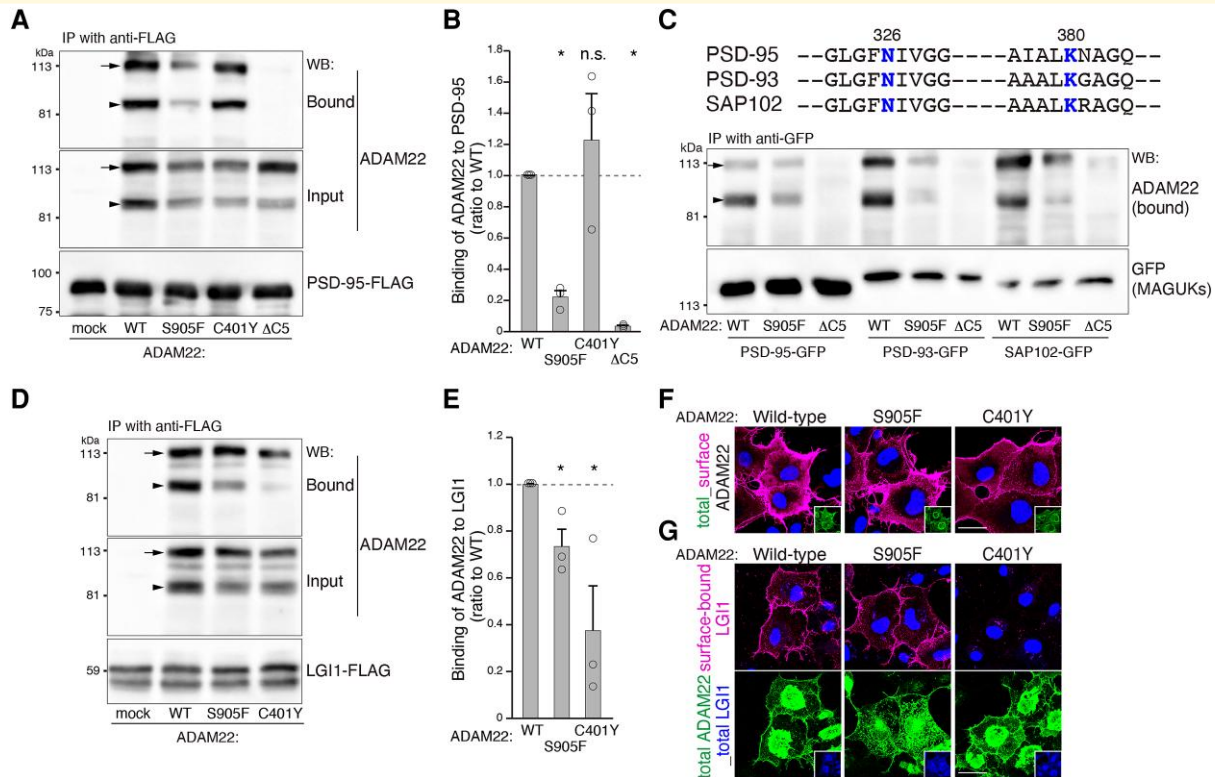 A
IP with anti-FLAG
kDa
113
81
113
81
100
75
WB:
Bound
ADAM22
Input
PSD-95-FLAG
mock WT S905F C401Y ΔC5
ADAM22:
B
Binding of ADAM22 to PSD-95
(ratio to WT)
1.8
1.6
1.4
1.2
1.0
0.8
0.6
0.4
0.2
0
* n.s. *
ADAM22: WT S905F C401Y ΔC5
C
326 380
PSD-95 --GLGFNIVGG----AIALKNAGQ--
PSD-93 --GLGFNIVGG----AAALKGAGQ--
SAP102 --GLGFNIVGG----AAALKRAGQ--
IP with anti-GFP
kDa
113
81
113
WB:
ADAM22
(bound)
GFP
(MAGUKs)
ADAM22: WT S905F ΔC5 WT S905F ΔC5 WT S905F ΔC5
PSD-95-GFP PSD-93-GFP SAP102-GFP
D
IP with anti-FLAG
kDa
113
81
113
81
59
WB:
Bound
ADAM22
Input
LGI1-FLAG
mock WT S905F C401Y
ADAM22:
E
Binding of ADAM22 to LGI1
(ratio to WT)
1.2
1.0
0.8
0.6
0.4
0.2
0
* *
ADAM22: WT S905F C401Y
F
ADAM22: Wild-type S905F C401Y
total_surface
ADAM22
G
ADAM22: Wild-type S905F C401Y
surface-bound
LGI1
total ADAM22
_total LGI1